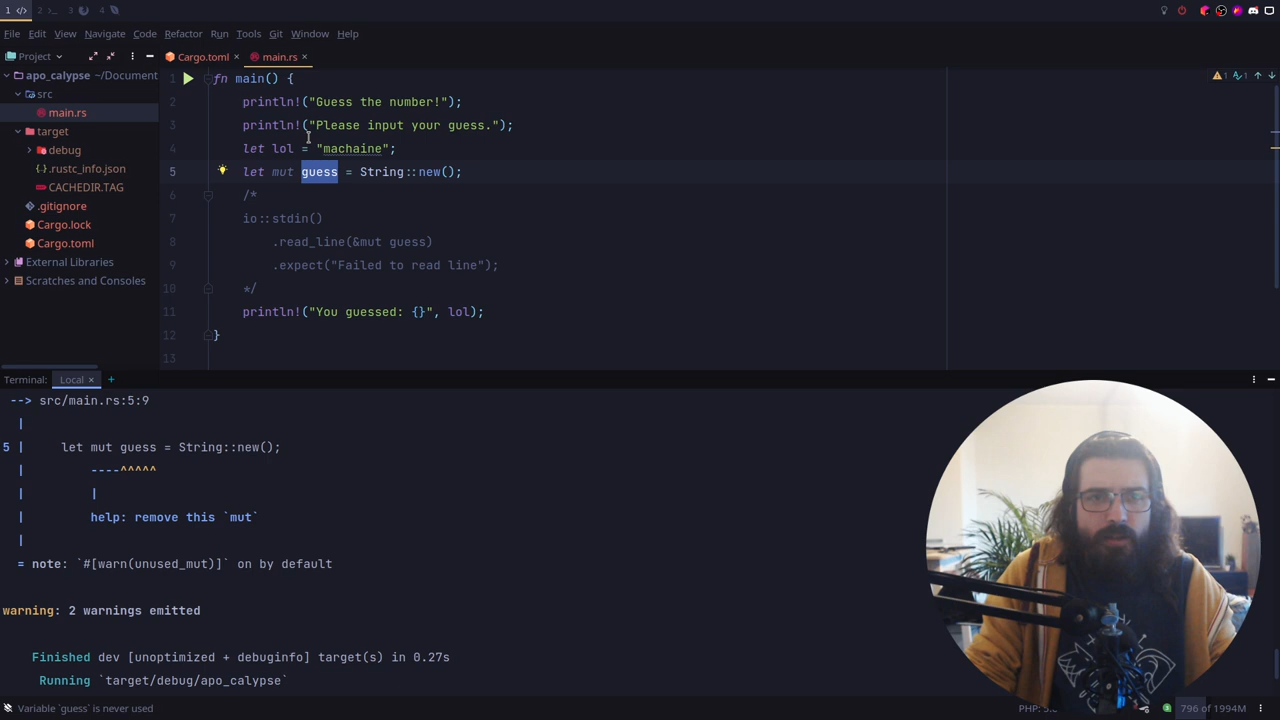 1 </> 2 3 4
File Edit View Navigate Code Refactor Run Tools Git Window Help
Project Cargo.toml × main.rs ×
apo_calypse ~/Document
src
main.rs
target
debug
.rustc_info.json
CACHEDIR.TAG
.gitignore
Cargo.lock
Cargo.toml
External Libraries
Scratches and Consoles
1 fn main() {
2 println!("Guess the number!");
3 println!("Please input your guess.");
4 let lol = "machaine";
5 let mut guess = String::new();
6 /*
7 io::stdin()
8 .read_line(&mut guess)
9 .expect("Failed to read line");
10 */
11 println!("You guessed: {}", lol);
12 }
13
1 1
Terminal: Local × +
--> src/main.rs:5:9
|
5 | let mut guess = String::new();
| ----^^^^^
| |
| help: remove this `mut`
|
= note: `#[warn(unused_mut)]` on by default
warning: 2 warnings emitted
Finished dev [unoptimized + debuginfo] target(s) in 0.27s
Running `target/debug/apo_calypse`
Variable `guess` is never used
PHP: 796 of 1994M